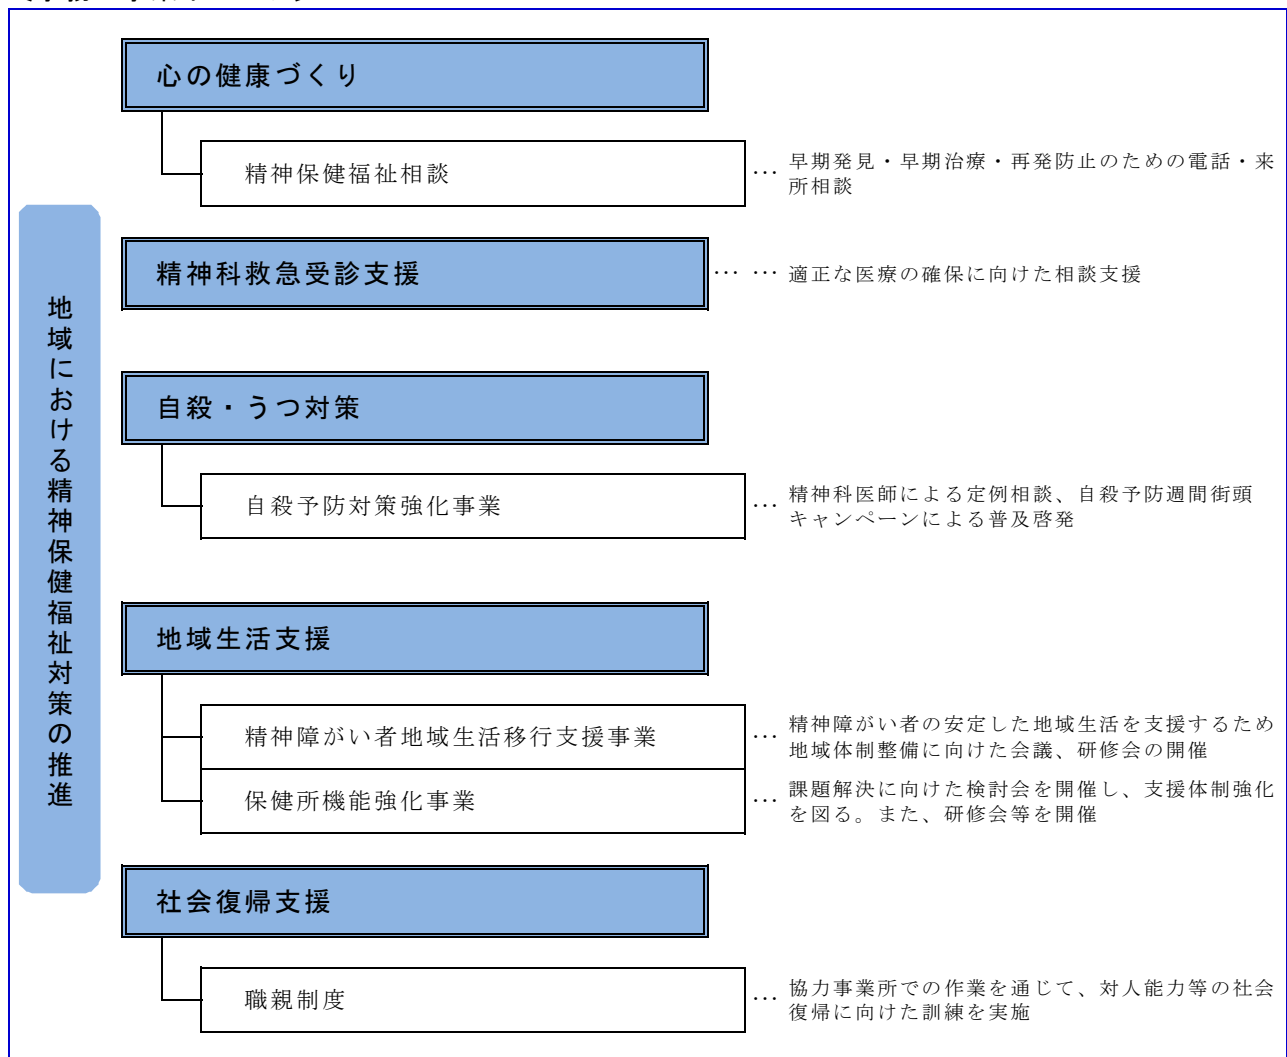 地域における精神保健福祉対策の推進
心の健康づくり
精神保健福祉相談
… 早期発見・早期治療・再発防止のための電話・来
所相談
精神科救急受診支援
… … 適正な医療の確保に向けた相談支援
自殺・うつ対策
自殺予防対策強化事業
… 精神科医師による定例相談、自殺予防週間街頭
キャンペーンによる普及啓発
地域生活支援
精神障がい者地域生活移行支援事業
… 精神障がい者の安定した地域生活を支援するため
地域体制整備に向けた会議、研修会の開催
保健所機能強化事業
… 課題解決に向けた検討会を開催し、支援体制強化
を図る。また、研修会等を開催
社会復帰支援
職親制度
… 協力事業所での作業を通じて、対人能力等の社会
復帰に向けた訓練を実施